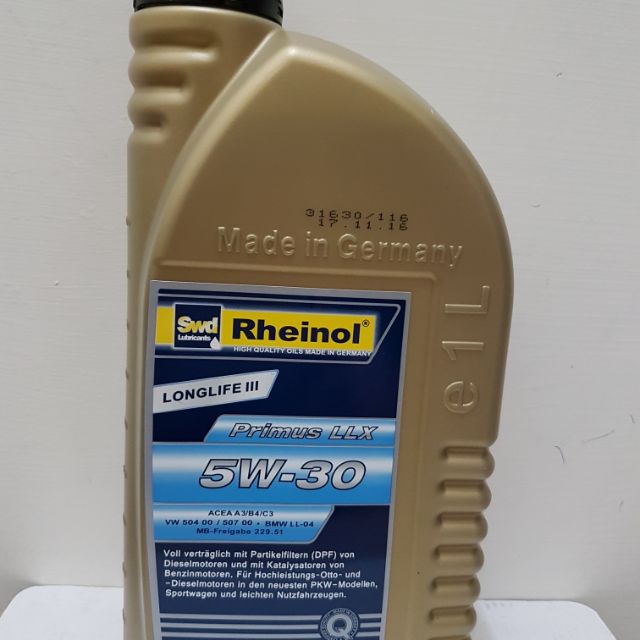 31630/116
17.11.16
Made in Germany
e1L
Swd
Lubricants
Rheinol®
HIGH QUALITY OILS MADE IN GERMANY
LONGLIFE III
Primus LLX
5W-30
ACEA A3/B4/C3
VW 504 00 / 507 00 • BMW LL-04
MB-Freigabe 229.51
Voll verträglich mit Partikelfiltern (DPF) von
Dieselmotoren und mit Katalysatoren von
Benzinmotoren. Für Hochleistungs-Otto- und
-Dieselmotoren in den neuesten PKW-Modellen,
Sportwagen und leichten Nutzfahrzeugen.
Q